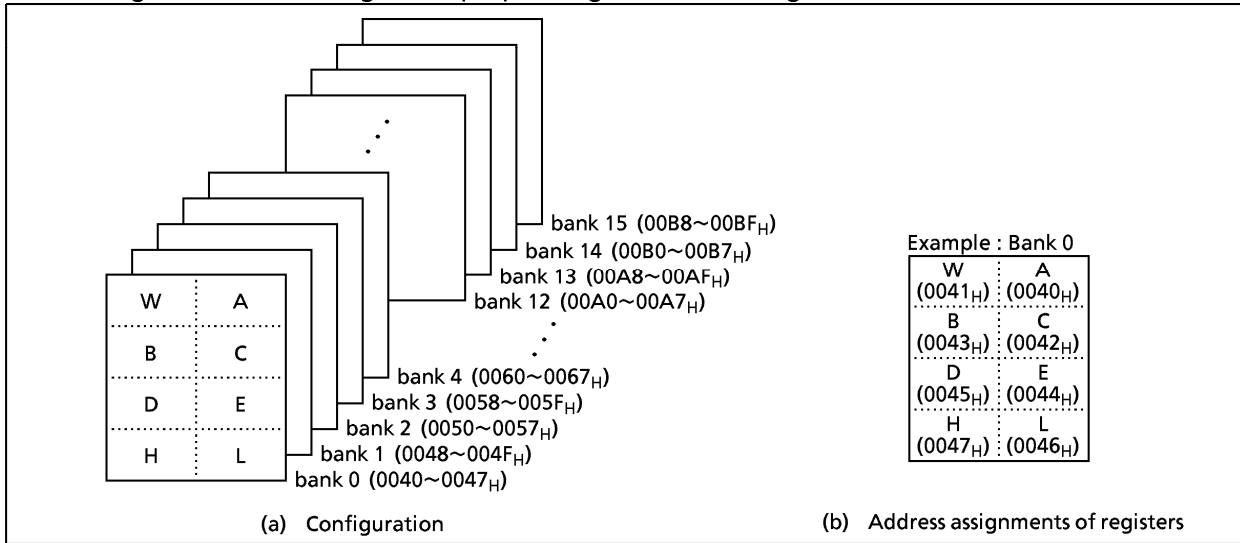 bank 15 (00B8~00BFH)
bank 14 (00B0~00B7H)
bank 13 (00A8~00AFH)
bank 12 (00A0~00A7H)
bank 4 (0060~0067H)
bank 3 (0058~005FH)
bank 2 (0050~0057H)
bank 1 (0048~004FH)
bank 0 (0040~0047H)
W A
B C
D E
H L
(a) Configuration
Example : Bank 0
W A
(0041H) (0040H)
B C
(0043H) (0042H)
D E
(0045H) (0044H)
H L
(0047H) (0046H)
(b) Address assignments of registers